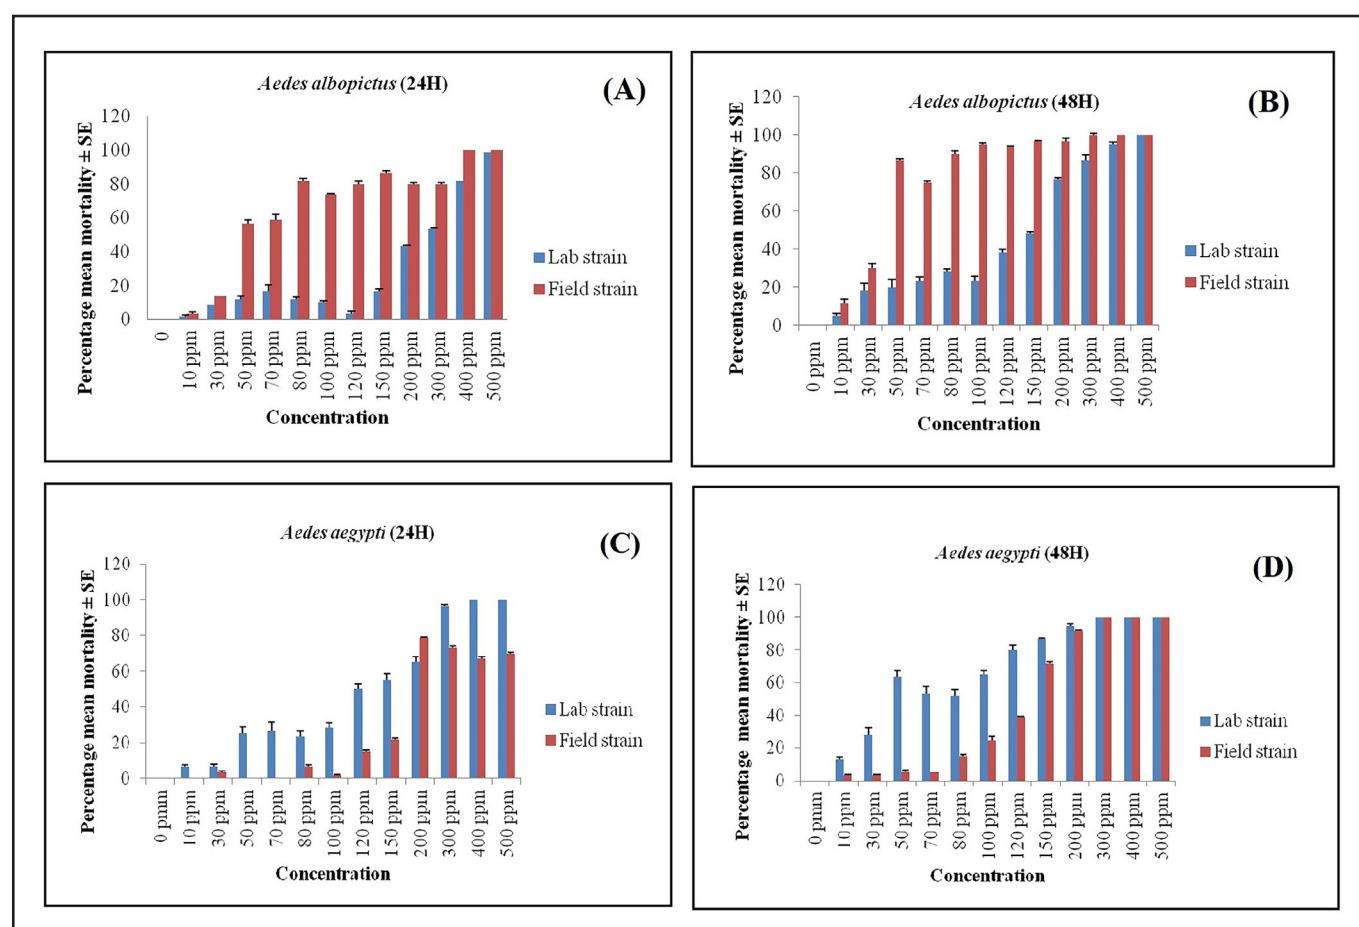 Aedes albopictus (24H)
(A)
Percentage mean mortality ± SE
120
100
80
60
40
20
0
0
10 ppm
30 ppm
50 ppm
70 ppm
80 ppm
100 ppm
120 ppm
150 ppm
200 ppm
300 ppm
400 ppm
500 ppm
Concentration
Lab strain
Field strain
Aedes albopictus (48H)
(B)
Percentage mean mortality ± SE
120
100
80
60
40
20
0
0 ppm
10 ppm
30 ppm
50 ppm
70 ppm
80 ppm
100 ppm
120 ppm
150 ppm
200 ppm
300 ppm
400 ppm
500 ppm
Concentration
Lab strain
Field strain
Aedes aegypti (24H)
(C)
Percentage mean mortality ± SE
120
100
80
60
40
20
0
0 pmm
10 ppm
30 ppm
50 ppm
70 ppm
80 ppm
100 ppm
120 ppm
150 ppm
200 ppm
300 ppm
400 ppm
500 ppm
Concentration
Lab strain
Field strain
Aedes aegypti (48H)
(D)
Percentage mean mortality ± SE
120
100
80
60
40
20
0
0 pmm
10 ppm
30 ppm
50 ppm
70 ppm
80 ppm
100 ppm
120 ppm
150 ppm
200 ppm
300 ppm
400 ppm
500 ppm
Concentration
Lab strain
Field strain